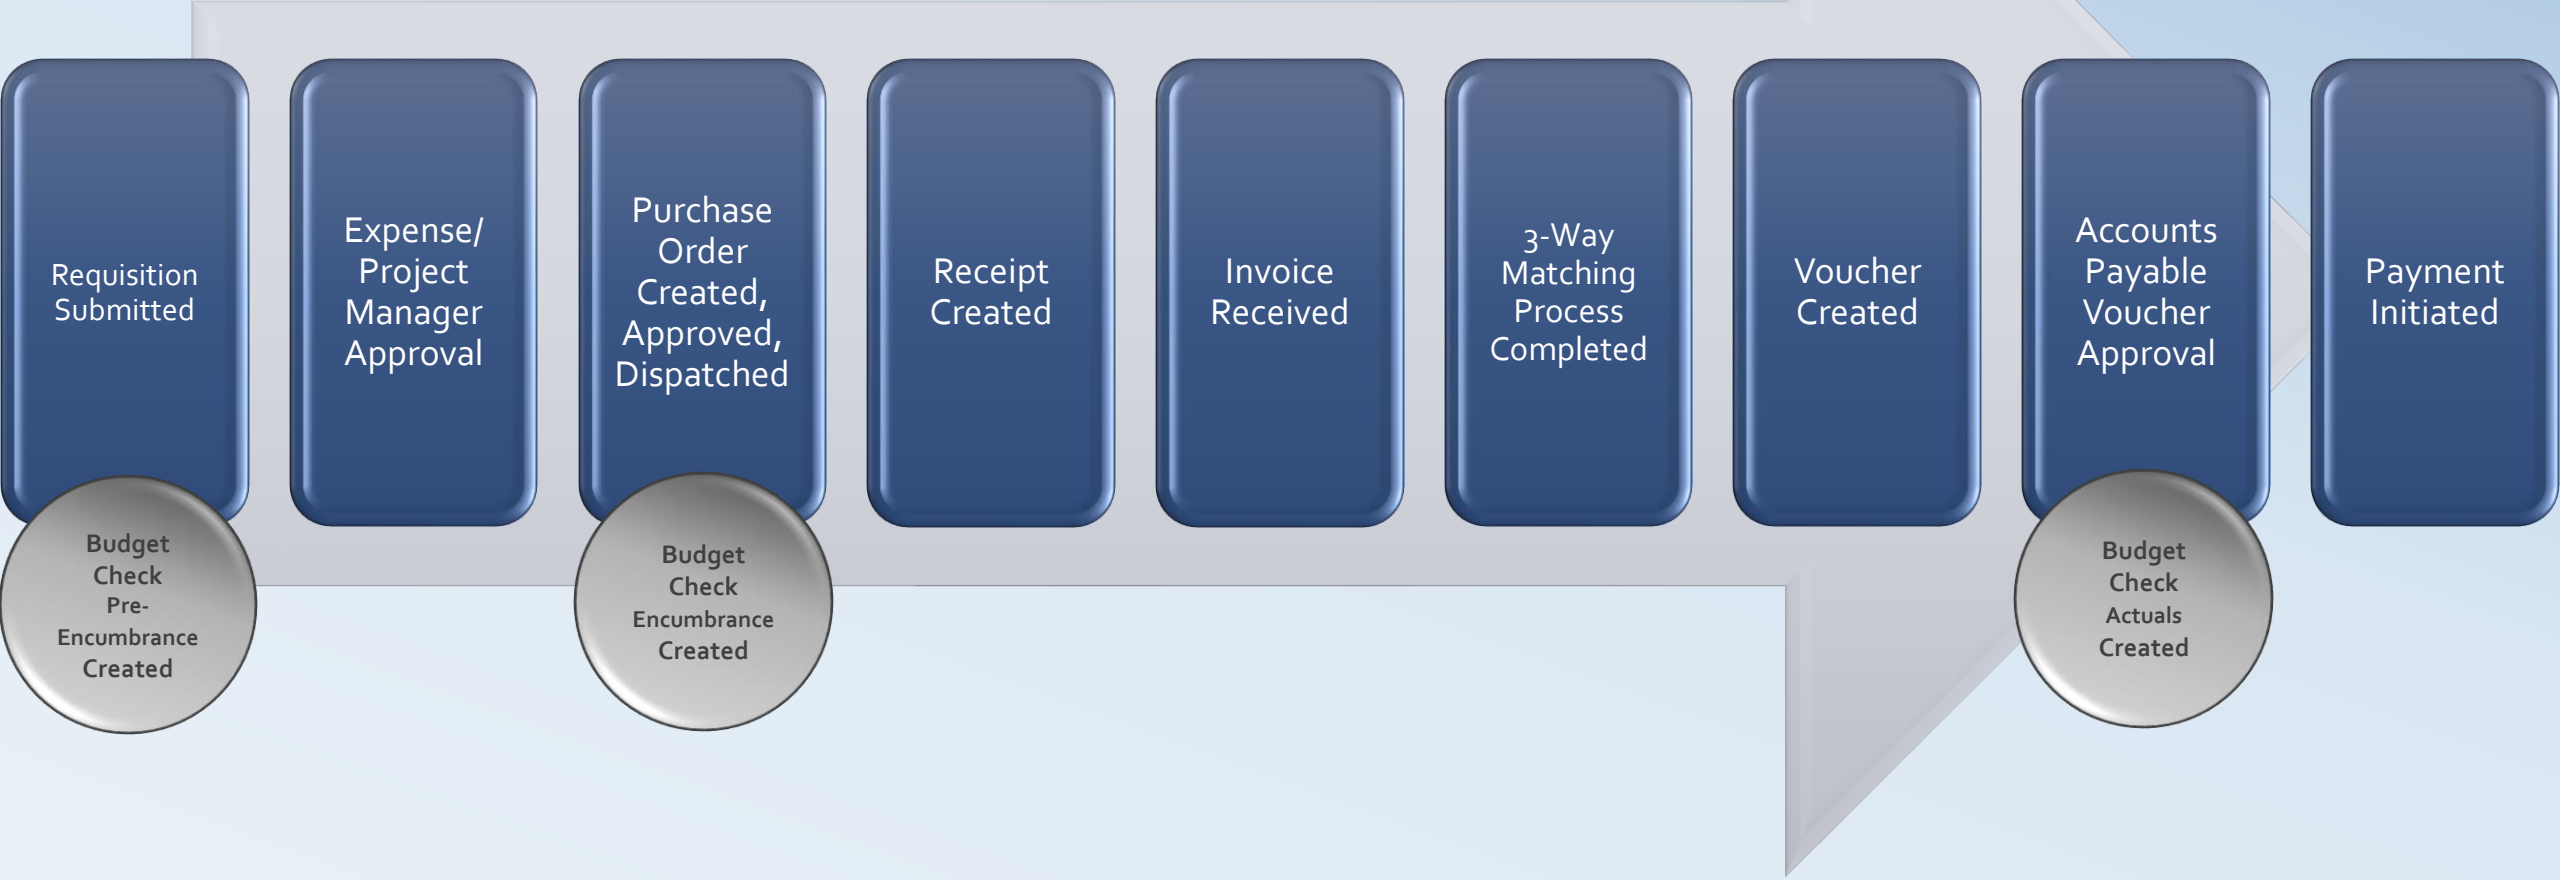 Requisition
Submitted
Expense/
Project
Manager
Approval
Purchase
Order
Created,
Approved,
Dispatched
Receipt
Created
Invoice
Received
3-Way
Matching
Process
Completed
Voucher
Created
Accounts
Payable
Voucher
Approval
Payment
Initiated
Budget
Check
Pre-
Encumbrance
Created
Budget
Check
Encumbrance
Created
Budget
Check
Actuals
Created